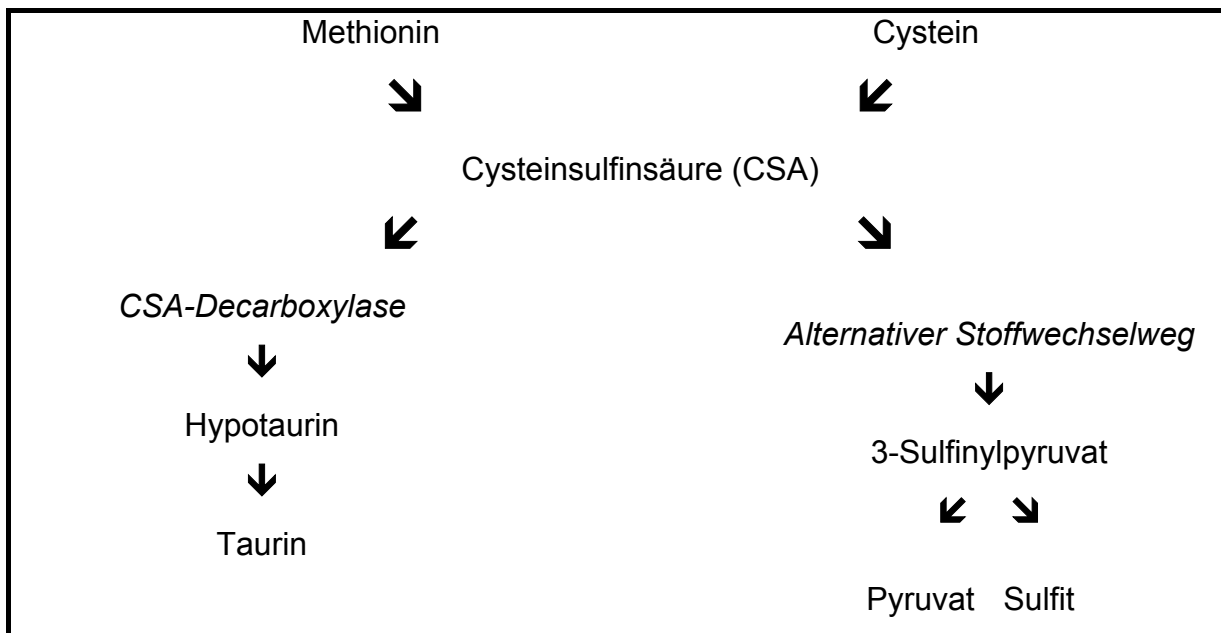 Methionin Cystein
Cysteinsulfinsäure (CSA)
CSA-Decarboxylase
Alternativer Stoffwechselweg
Hypotaurin
3-Sulfinylpyruvat
Taurin
Pyruvat Sulfit